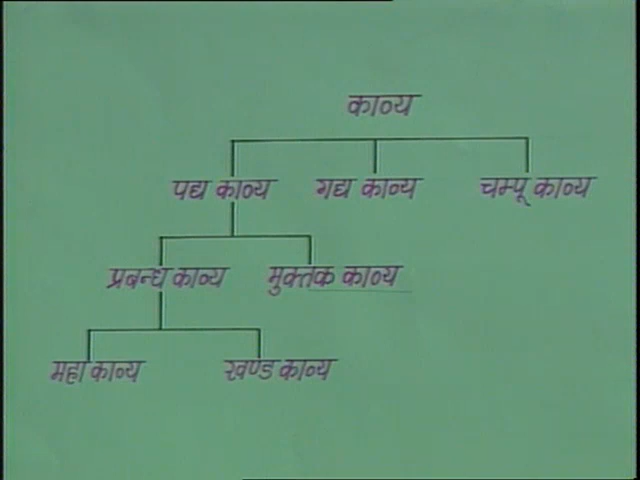 काव्य
पद्य काव्य गद्य काव्य चम्पू काव्य
प्रबन्ध काव्य मुक्तक काव्य
महा काव्य खण्ड काव्य